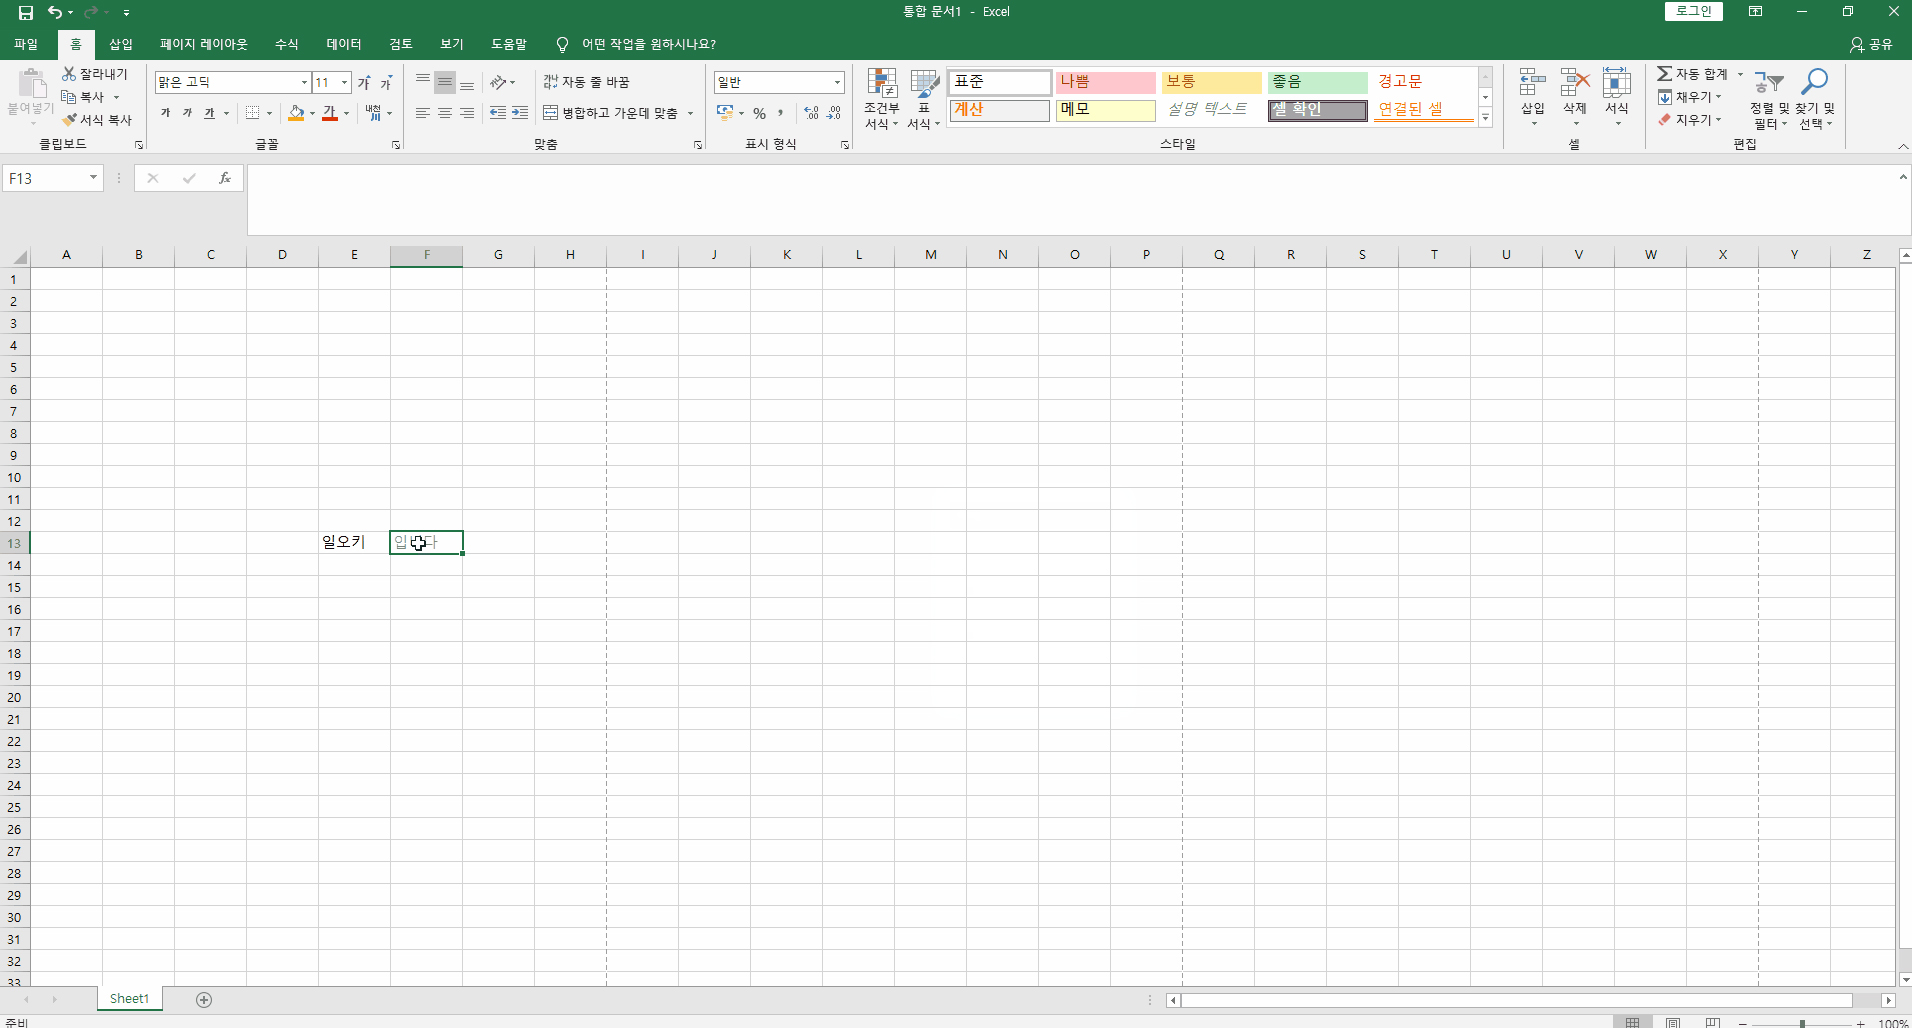 통합 문서1 - Excel
로그인
파일 홈 삽입 페이지 레이아웃 수식 데이터 검토 보기 도움말 어떤 작업을 원하시나요? 공유
붙여넣기
잘라내기
복사
서식 복사
클립보드
맑은 고딕 11
가 가
가 가 가 가 내천
글꼴
자동 줄 바꿈
병합하고 가운데 맞춤
맞춤
일반
%
표시 형식
조건부 서식
표 서식
표준 나쁨 보통 좋음 경고문
계산 메모 설명 텍스트 셀 확인 연결된 셀
스타일
삽입 삭제 서식
셀
자동 합계
채우기
지우기
정렬 및 필터
찾기 및 선택
편집
F13 fx
A B C D E F G H I J K L M N O P Q R S T U V W X Y Z
1
2
3
4
5
6
7
8
9
10
11
12
13 일오키
14
15
16
17
18
19
20
21
22
23
24
25
26
27
28
29
30
31
32
33
Sheet1
준비 100%